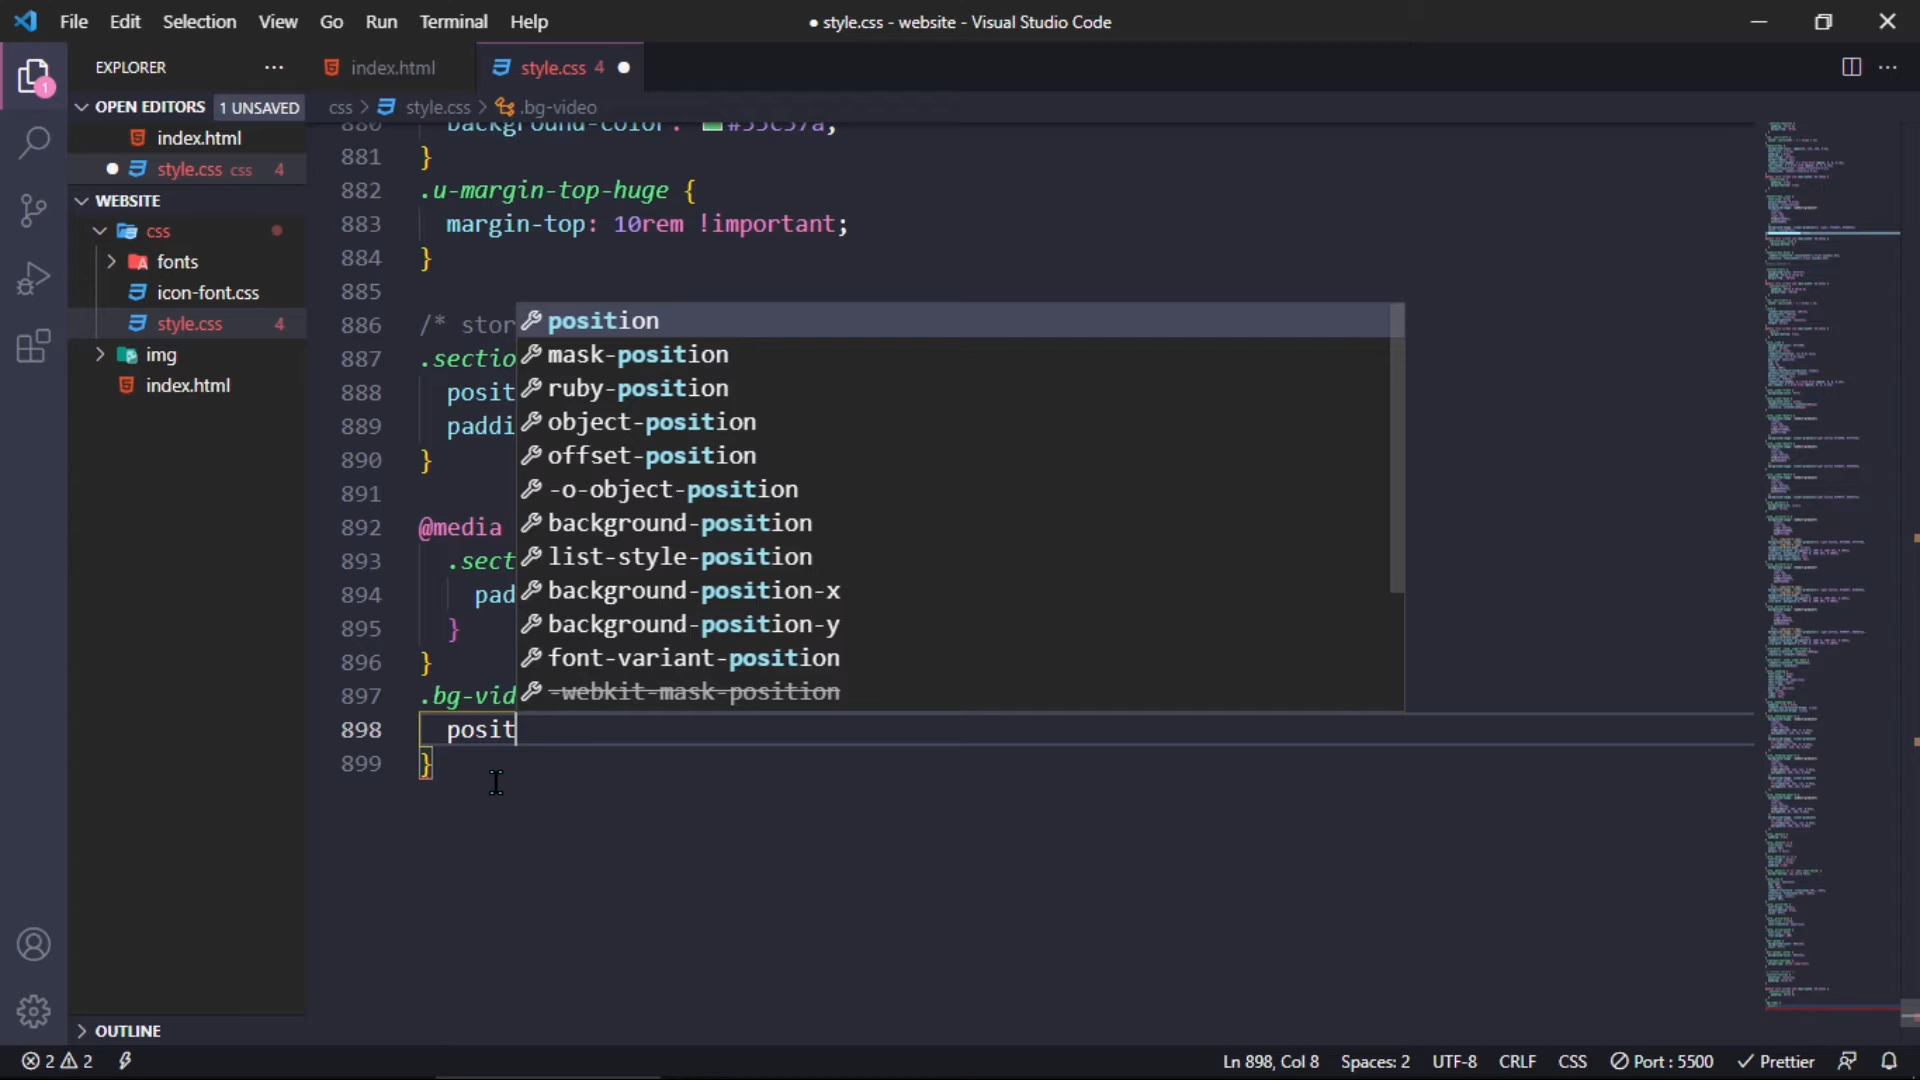 File Edit Selection View Go Run Terminal Help
● style.css - website - Visual Studio Code
EXPLORER ···
index.html
style.css 4
OPEN EDITORS 1 UNSAVED
css > style.css > .bg-video
index.html
style.css css 4
WEBSITE
css
fonts
icon-font.css
style.css 4
img
index.html
OUTLINE
1
880 background-color:
881 }
882 .u-margin-top-huge {
883 margin-top: 10rem !important;
884 }
885
886 /* stor
887 .sectio
888 posit
889 paddi
890 }
891
892 @media
893 .sect
894 pad
895 }
896 }
897 .bg-vid
898 posit
899 }
position
mask-position
ruby-position
object-position
offset-position
-o-object-position
background-position
list-style-position
background-position-x
background-position-y
font-variant-position
-webkit-mask-position
2 2
Ln 898, Col 8 Spaces: 2 UTF-8 CRLF CSS Port : 5500 Prettier